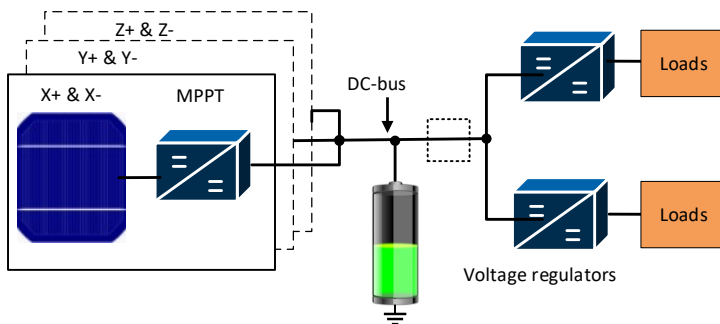 Z+ & Z-
Y+ & Y-
X+ & X-
MPPT
DC-bus
Loads
Loads
Voltage regulators